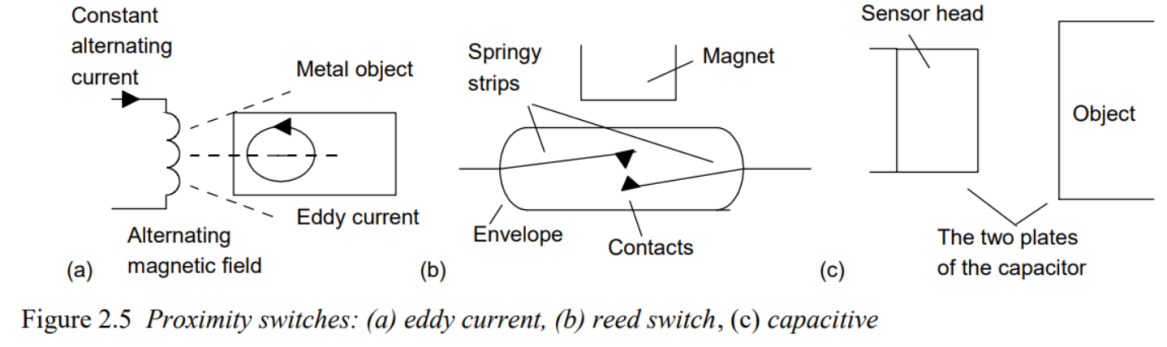 Constant
alternating
current
Metal object
Eddy current
Alternating
magnetic field
(a)
Springy
strips
Magnet
Envelope
Contacts
(b)
Sensor head
Object
The two plates
of the capacitor
(c)
Figure 2.5 Proximity switches: (a) eddy current, (b) reed switch, (c) capacitive